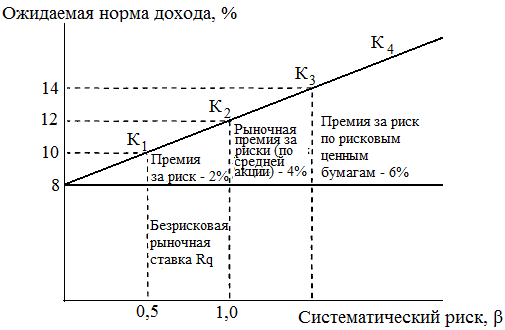 Ожидаемая норма дохода, %
К4
К3
14
К2
12
К1
Рыночная
премия за
риски (по
средней
акции) - 4%
Премия за риск
по рисковым
ценным
бумагам - 6%
10
Премия
за риск - 2%
8
Безрисковая
рыночная
ставка Rq
0,5
1,0
Систематический риск, β